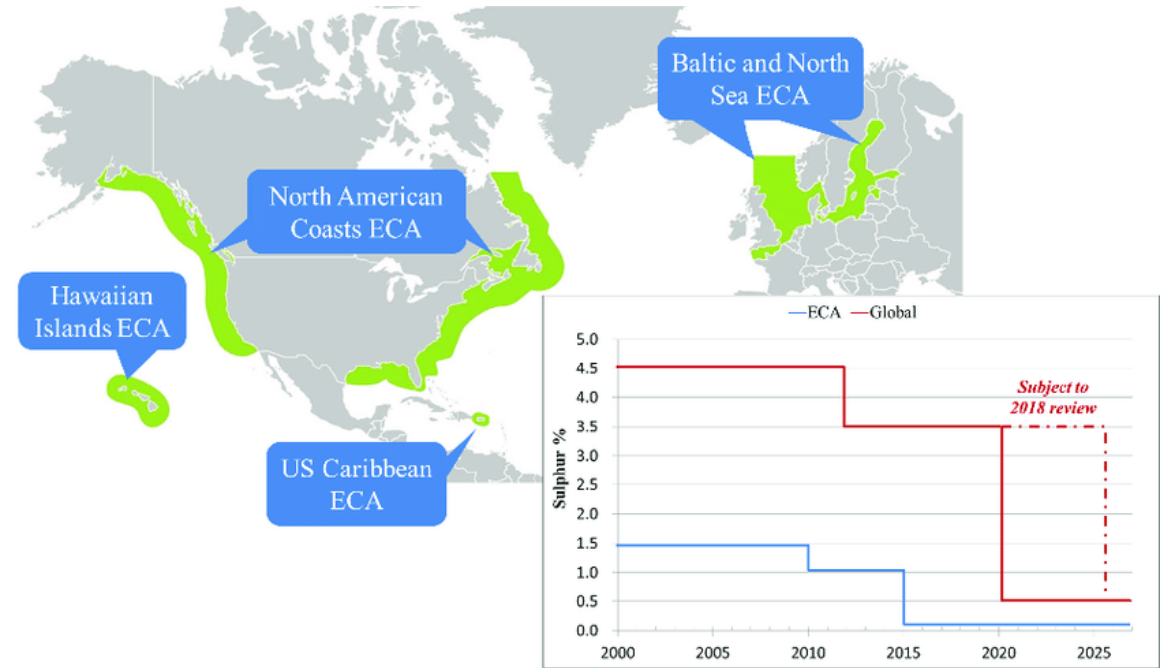 Baltic and North
Sea ECA
North American
Coasts ECA
Hawaiian
Islands ECA
US Caribbean
ECA
ECA
Global
Subject to
2018 review
Sulphur %
5.0
4.5
4.0
3.5
3.0
2.5
2.0
1.5
1.0
0.5
0.0
2000
2005
2010
2015
2020
2025